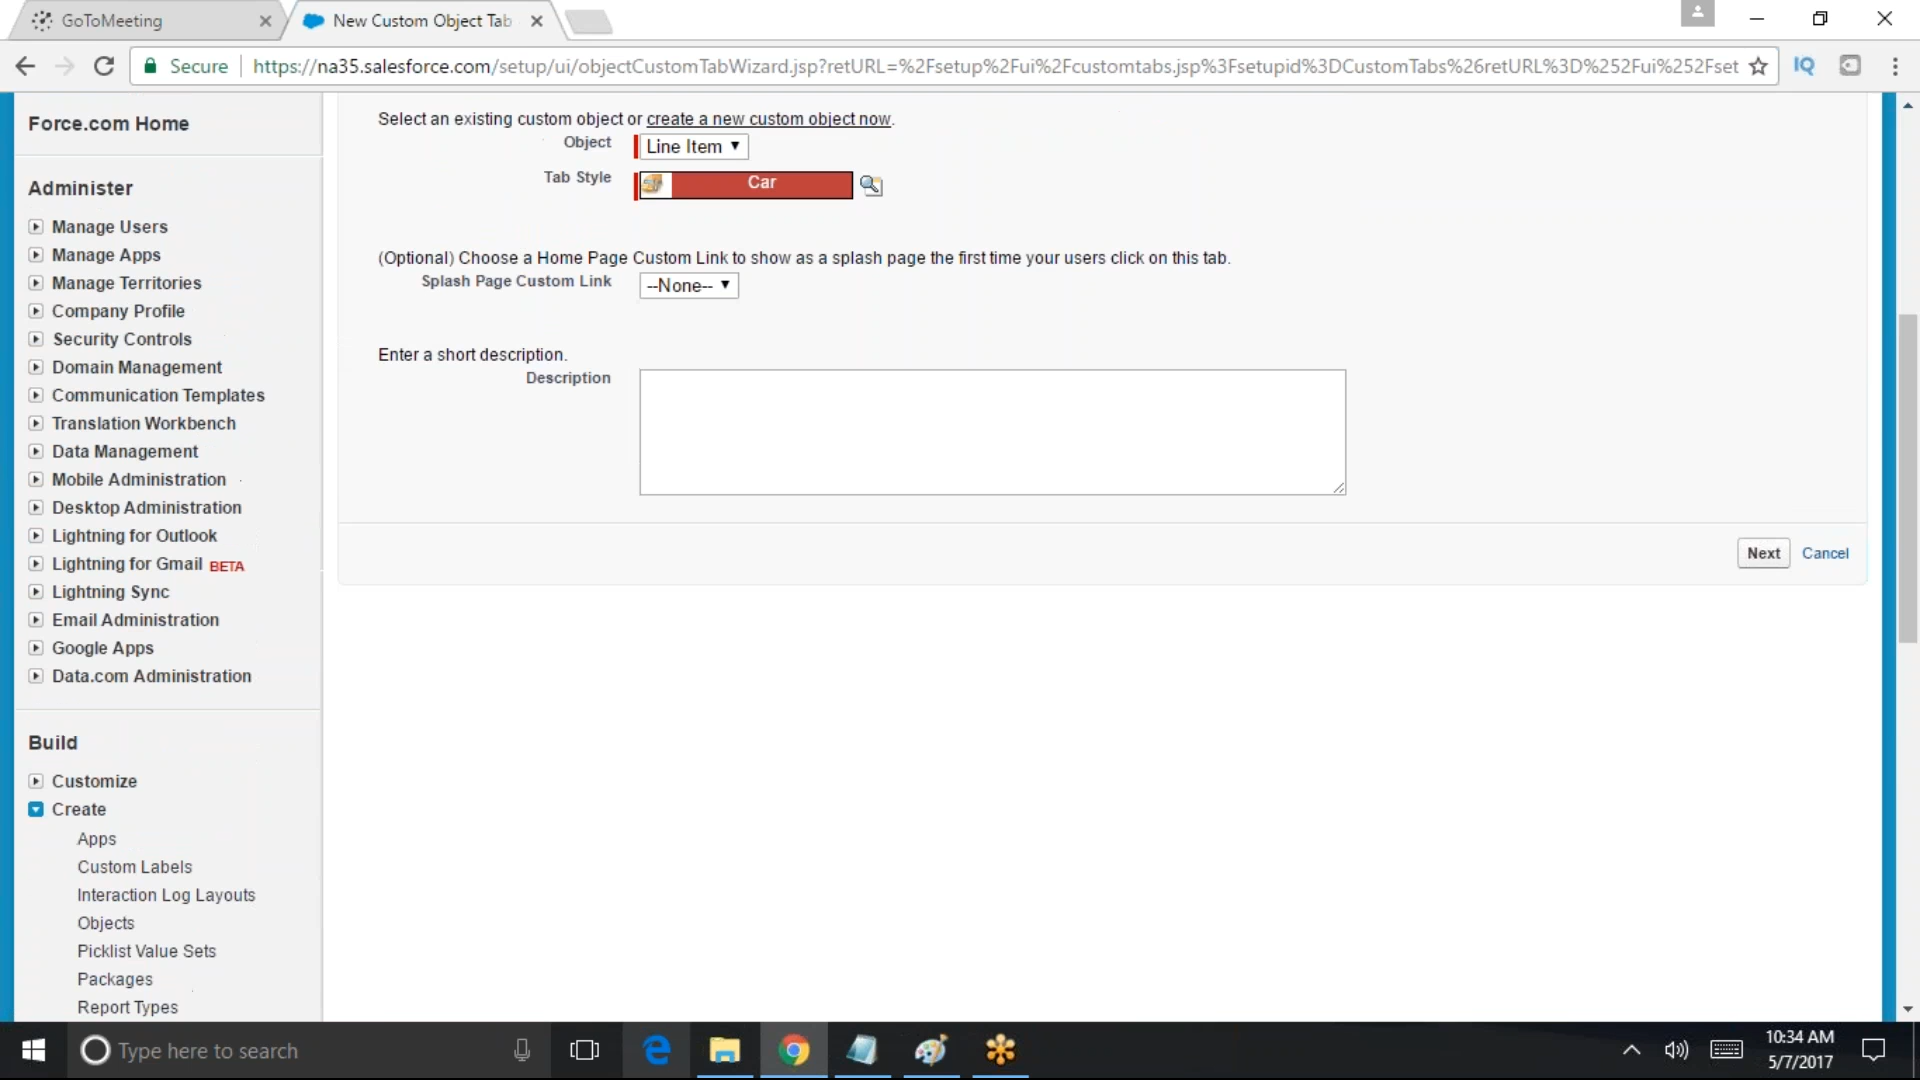 GoToMeeting
New Custom Object Tab
Secure
https://na35.salesforce.com/setup/ui/objectCustomTabWizard.jsp?retURL=%2Fsetup%2Fui%2Fcustomtabs.jsp%3Fsetupid%3DCustomTabs%26retURL%3D%252Fui%252Fset
IQ
Force.com Home
Administer
Manage Users
Manage Apps
Manage Territories
Company Profile
Security Controls
Domain Management
Communication Templates
Translation Workbench
Data Management
Mobile Administration
Desktop Administration
Lightning for Outlook
Lightning for Gmail BETA
Lightning Sync
Email Administration
Google Apps
Data.com Administration
Build
Customize
Create
Apps
Custom Labels
Interaction Log Layouts
Objects
Picklist Value Sets
Packages
Report Types
Select an existing custom object or create a new custom object now.
Object
Line Item
Tab Style
Car
(Optional) Choose a Home Page Custom Link to show as a splash page the first time your users click on this tab.
Splash Page Custom Link
--None--
Enter a short description.
Description
Next
Cancel
Type here to search
10:34 AM
5/7/2017